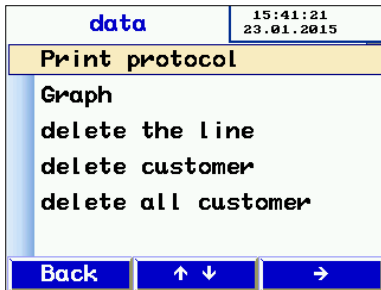 data
15:41:21
23.01.2015
Print protocol
Graph
delete the line
delete customer
delete all customer
Back ↑ ↓ →